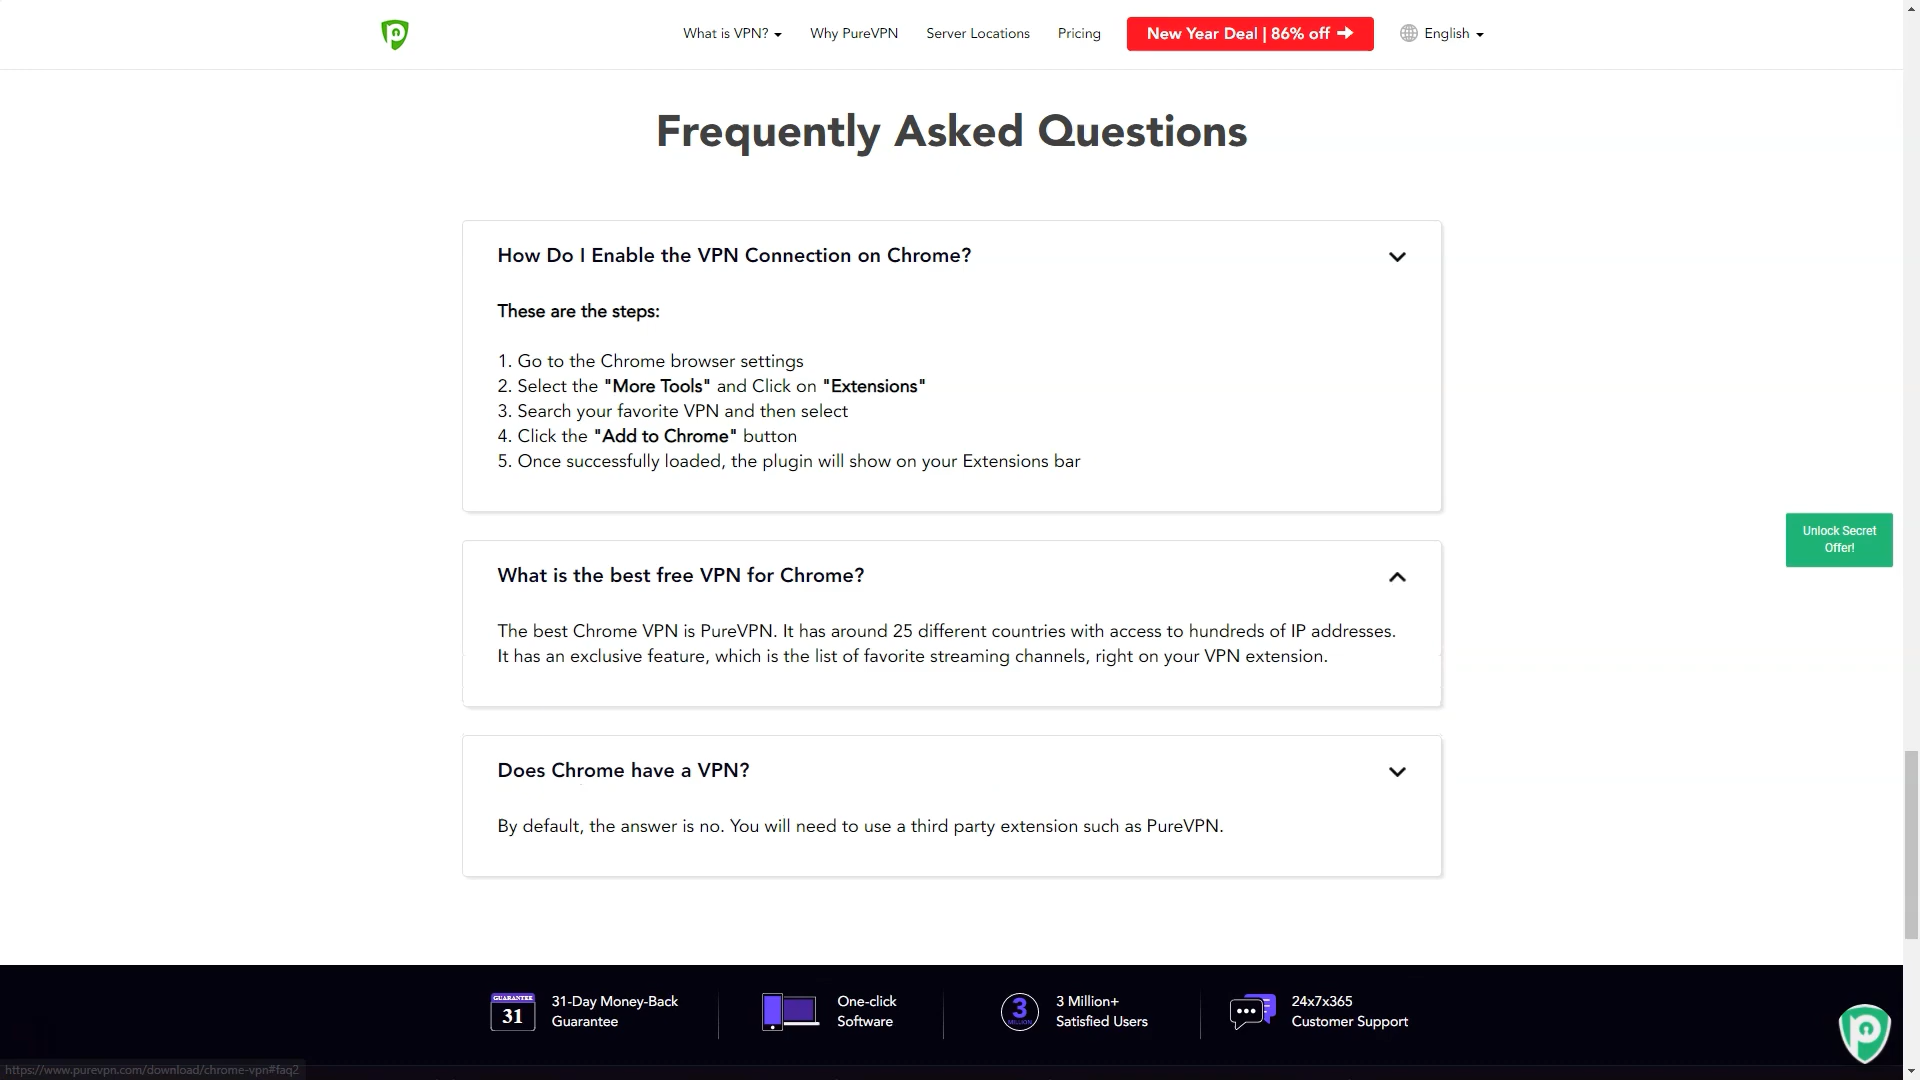 What is VPN?
Why PureVPN
Server Locations
Pricing
New Year Deal | 86% off
English
Frequently Asked Questions
How Do I Enable the VPN Connection on Chrome?
These are the steps:
1. Go to the Chrome browser settings
2. Select the "More Tools" and Click on "Extensions"
3. Search your favorite VPN and then select
4. Click the "Add to Chrome" button
5. Once successfully loaded, the plugin will show on your Extensions bar
Unlock Secret
Offer!
What is the best free VPN for Chrome?
The best Chrome VPN is PureVPN. It has around 25 different countries with access to hundreds of IP addresses.
It has an exclusive feature, which is the list of favorite streaming channels, right on your VPN extension.
Does Chrome have a VPN?
By default, the answer is no. You will need to use a third party extension such as PureVPN.
GUARANTEE
31
31-Day Money-Back
Guarantee
One-click
Software
3
MILLION
3 Million+
Satisfied Users
24x7x365
Customer Support
https://www.purevpn.com/download/chrome-vpn#faq2